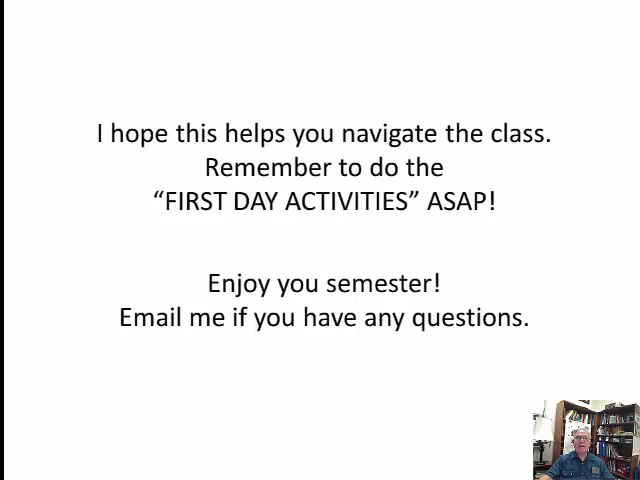 I hope this helps you navigate the class.
Remember to do the
“FIRST DAY ACTIVITIES” ASAP!
Enjoy you semester!
Email me if you have any questions.